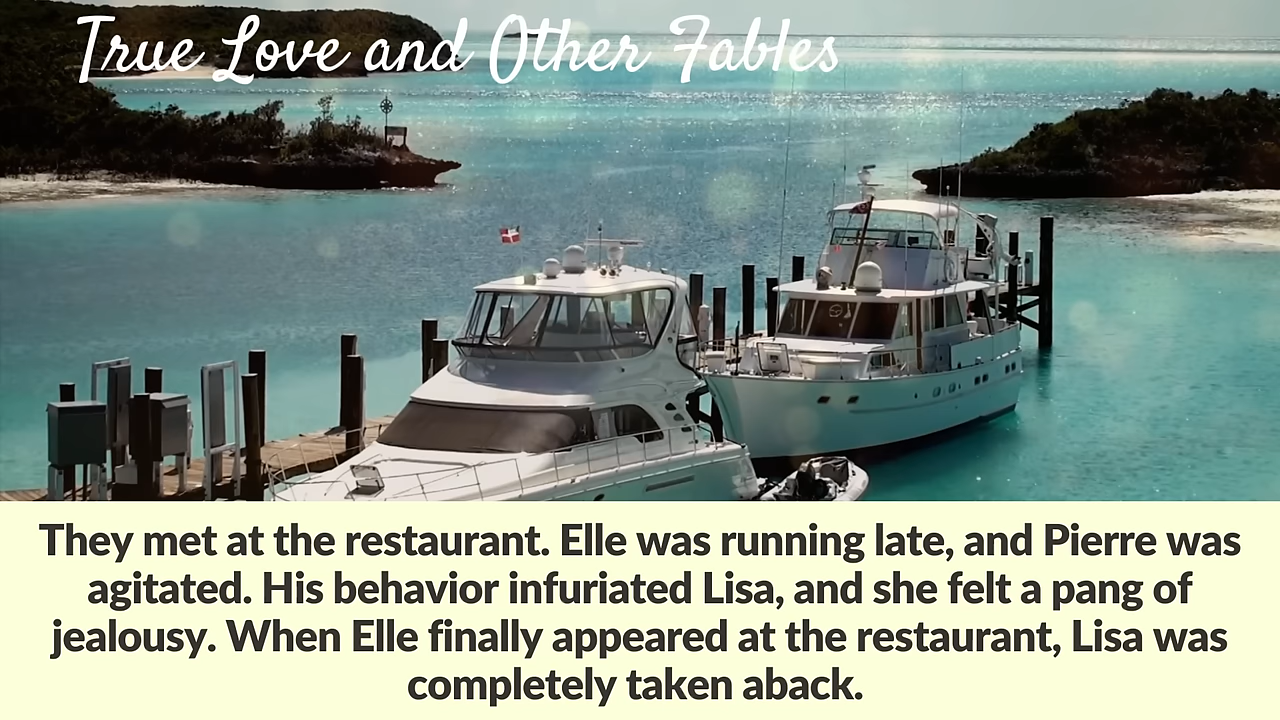 True Love and Other Fables
They met at the restaurant. Elle was running late, and Pierre was
agitated. His behavior infuriated Lisa, and she felt a pang of
jealousy. When Elle finally appeared at the restaurant, Lisa was
completely taken aback.